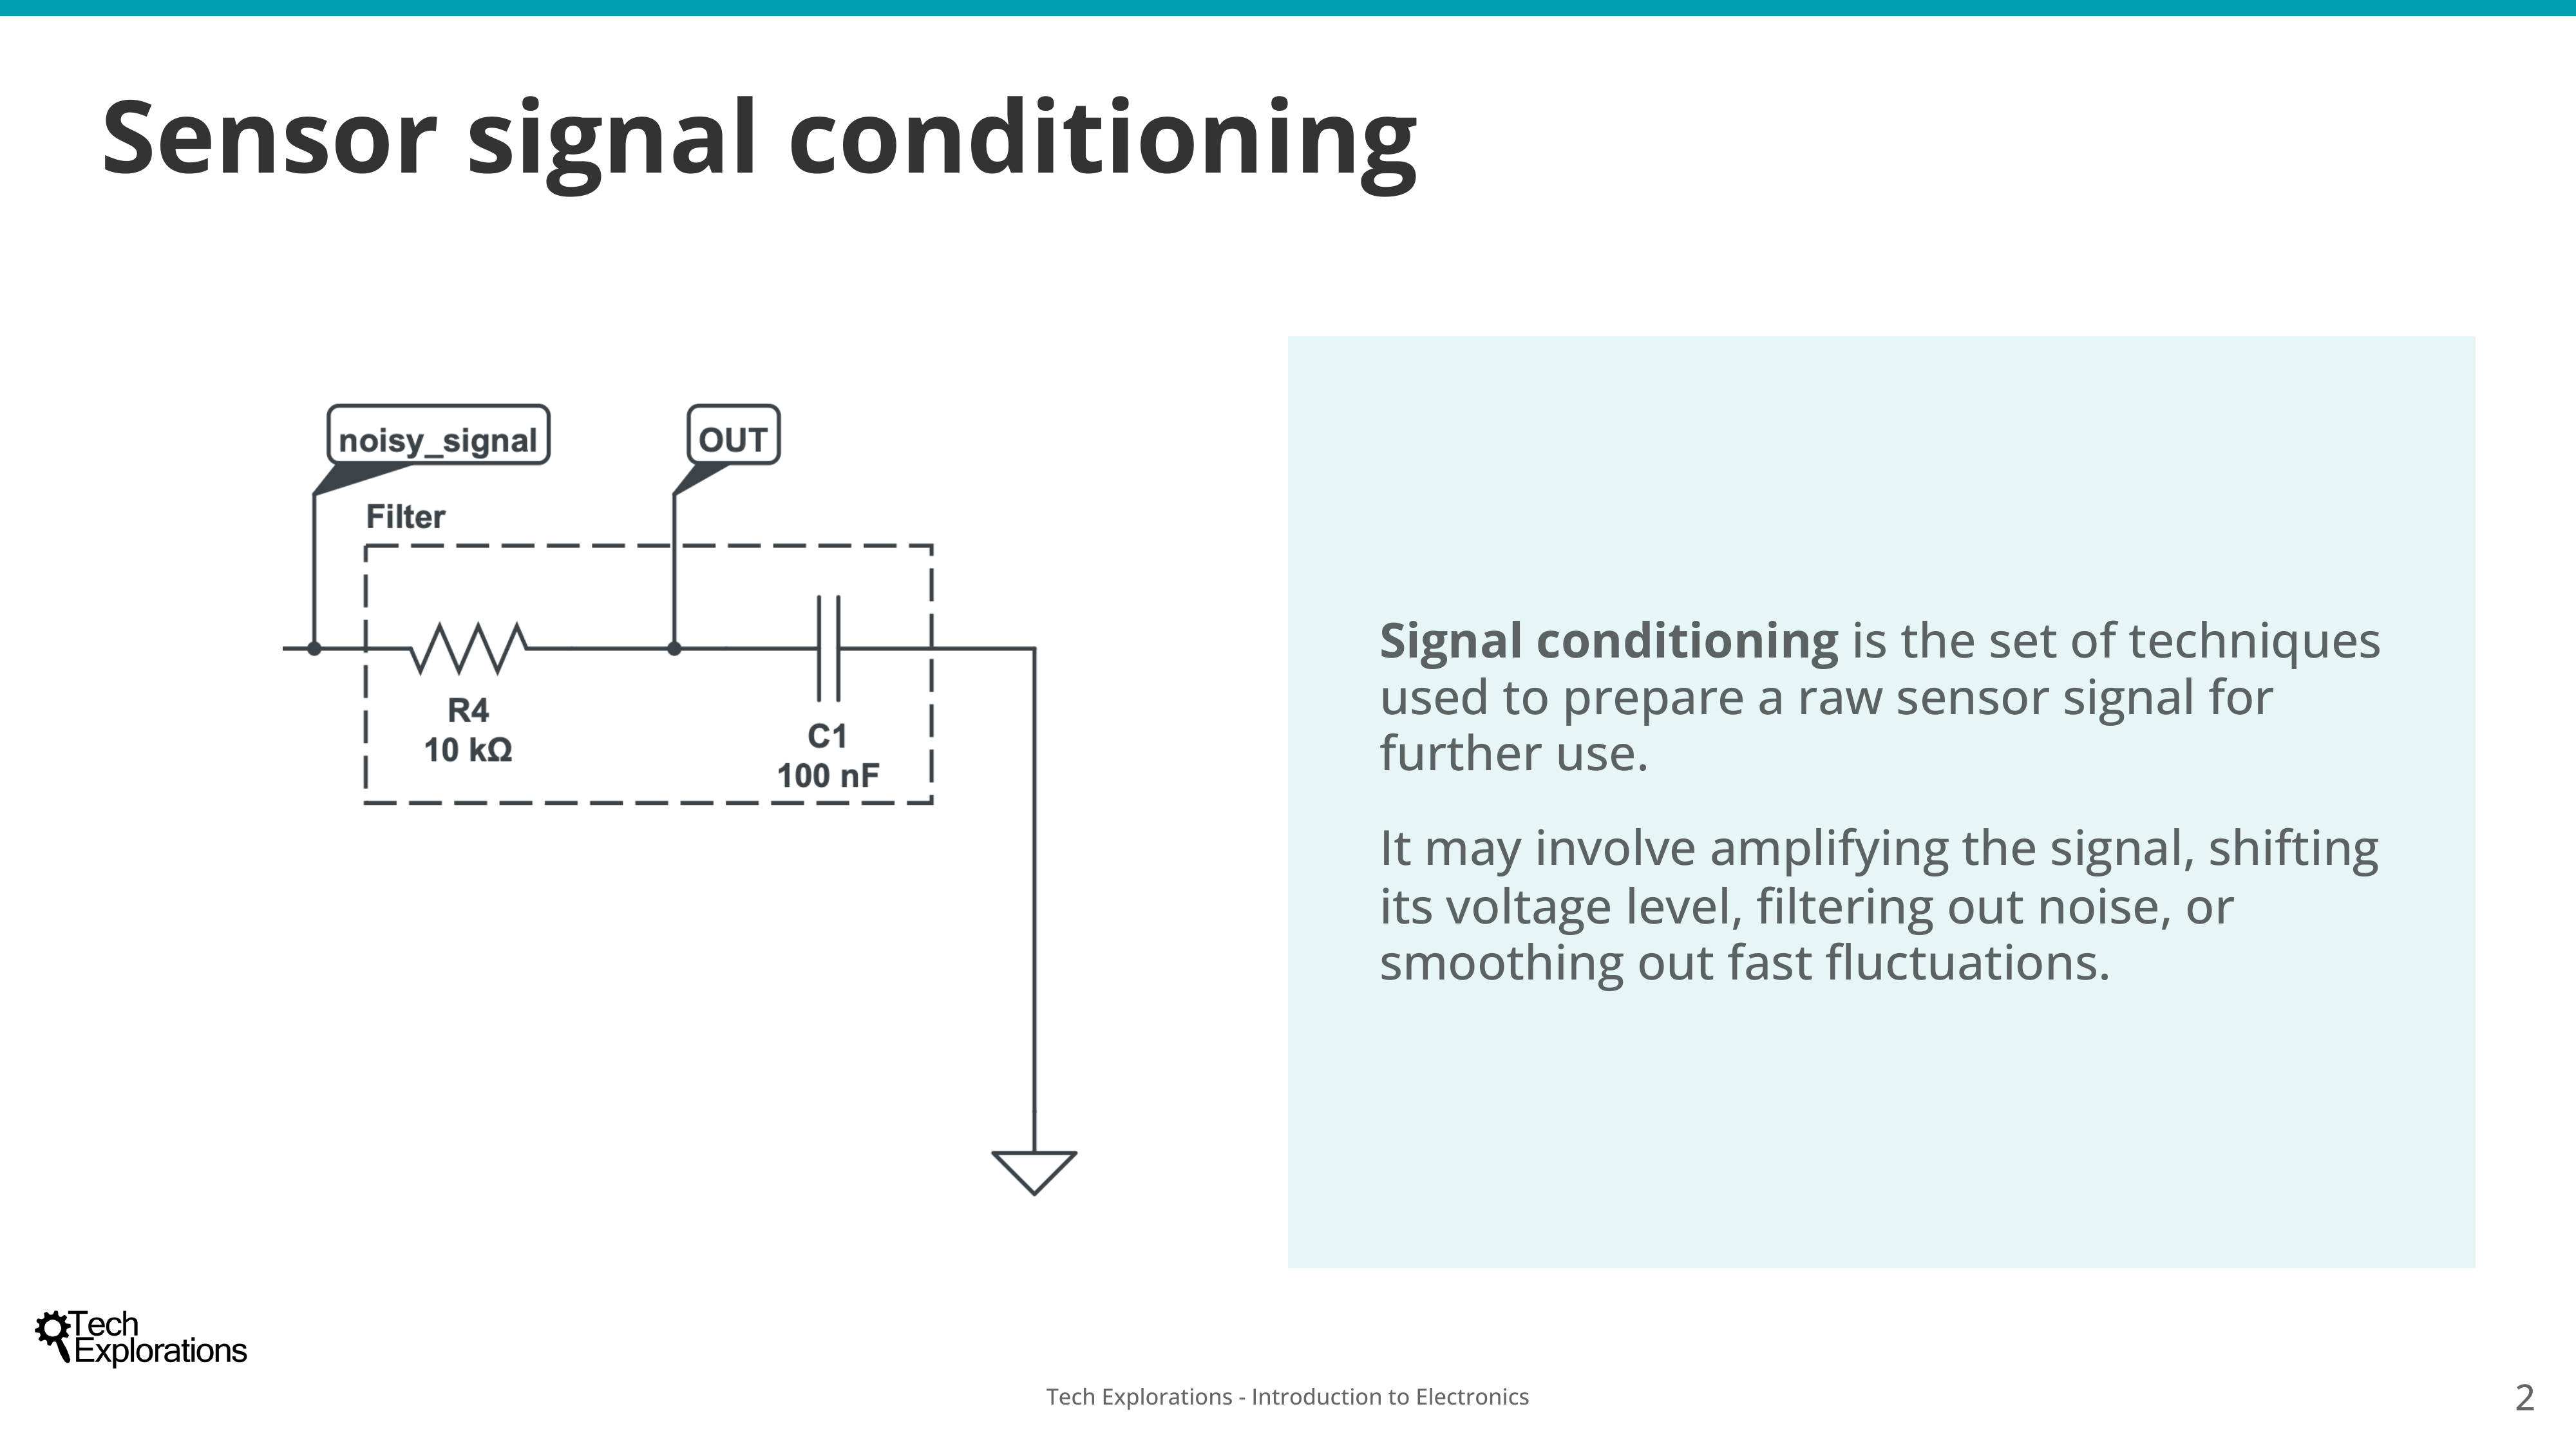 Sensor signal conditioning
noisy_signal
OUT
Filter
R4
10 kΩ
C1
100 nF
Signal conditioning is the set of techniques
used to prepare a raw sensor signal for
further use.
It may involve amplifying the signal, shifting
its voltage level, filtering out noise, or
smoothing out fast fluctuations.
Tech
Explorations
Tech Explorations - Introduction to Electronics
2